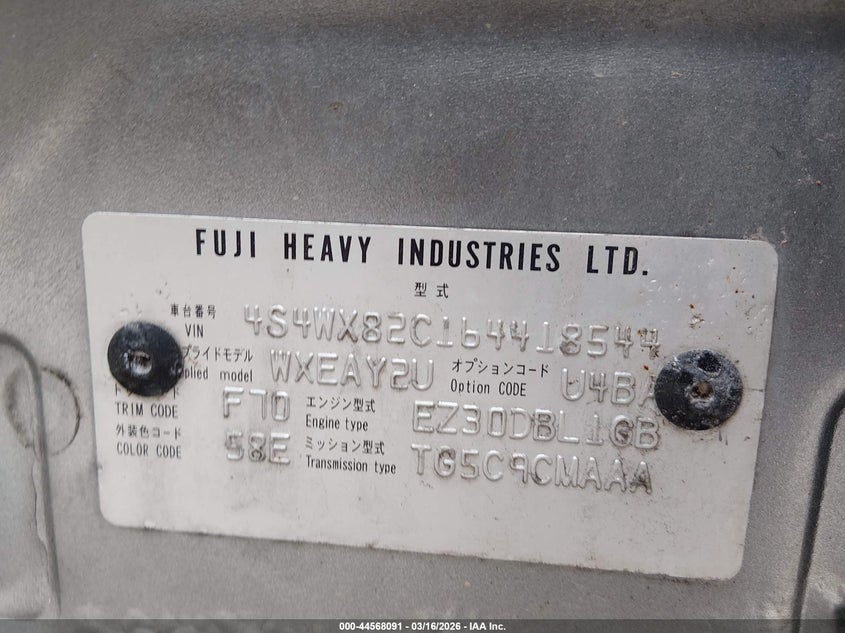 FUJI HEAVY INDUSTRIES LTD.
型式
車台番号
VIN 4S4WX82C164418544
プライドモデル
plied model WXEAY2U オプションコード Option CODE U4BA
TRIM CODE F70 エンジン型式 Engine type EZ30DBL1GB
外装色コード
COLOR CODE 58E ミッション型式 Transmission type TG5C9CMAAA
000-44568091 - 03/16/2026 - IAA Inc.